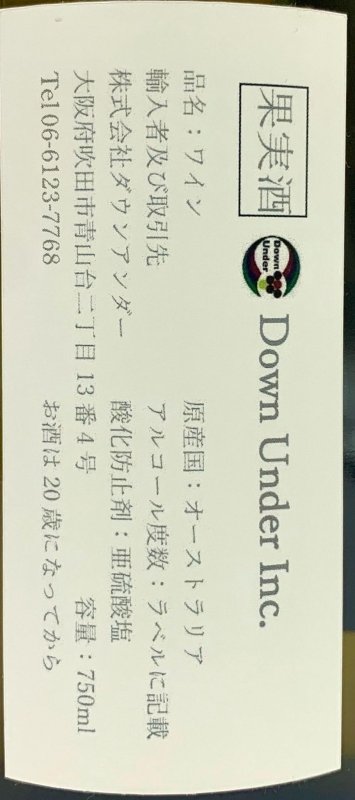 果実酒 Down Under Down Under Inc.
品名：ワイン 原産国：オーストラリア
輸入者及び取引先 アルコール度数：ラベルに記載
株式会社ダウンアンダー 酸化防止剤：亜硫酸塩
大阪府吹田市青山台二丁目13番4号 容量：750ml
Tel 06-6123-7768 お酒は20歳になってから